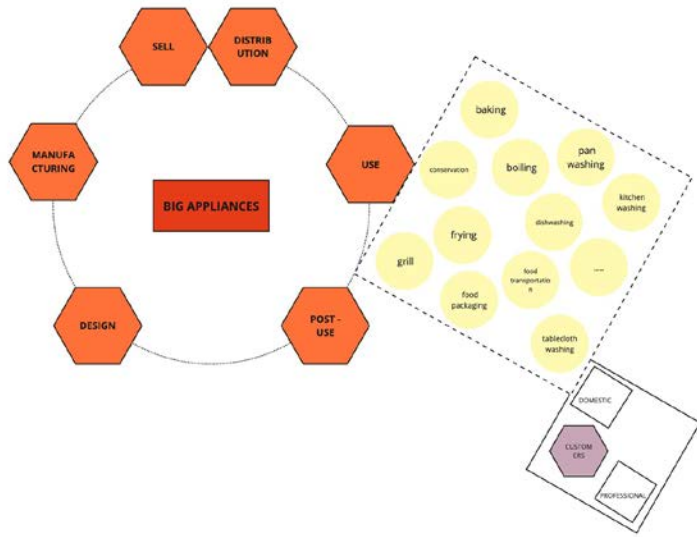 SELL
DISTRIB
UTION
MANUFA
CTURING
USE
BIG APPLIANCES
DESIGN
POST -
USE
baking
conservation
boiling
pan
washing
kitchen
washing
dishwashing
frying
grill
food
transportatio
n
....
food
packaging
tablecloth
washing
DOMESTIC
CUSTOM
ERS
PROFESSIONAL